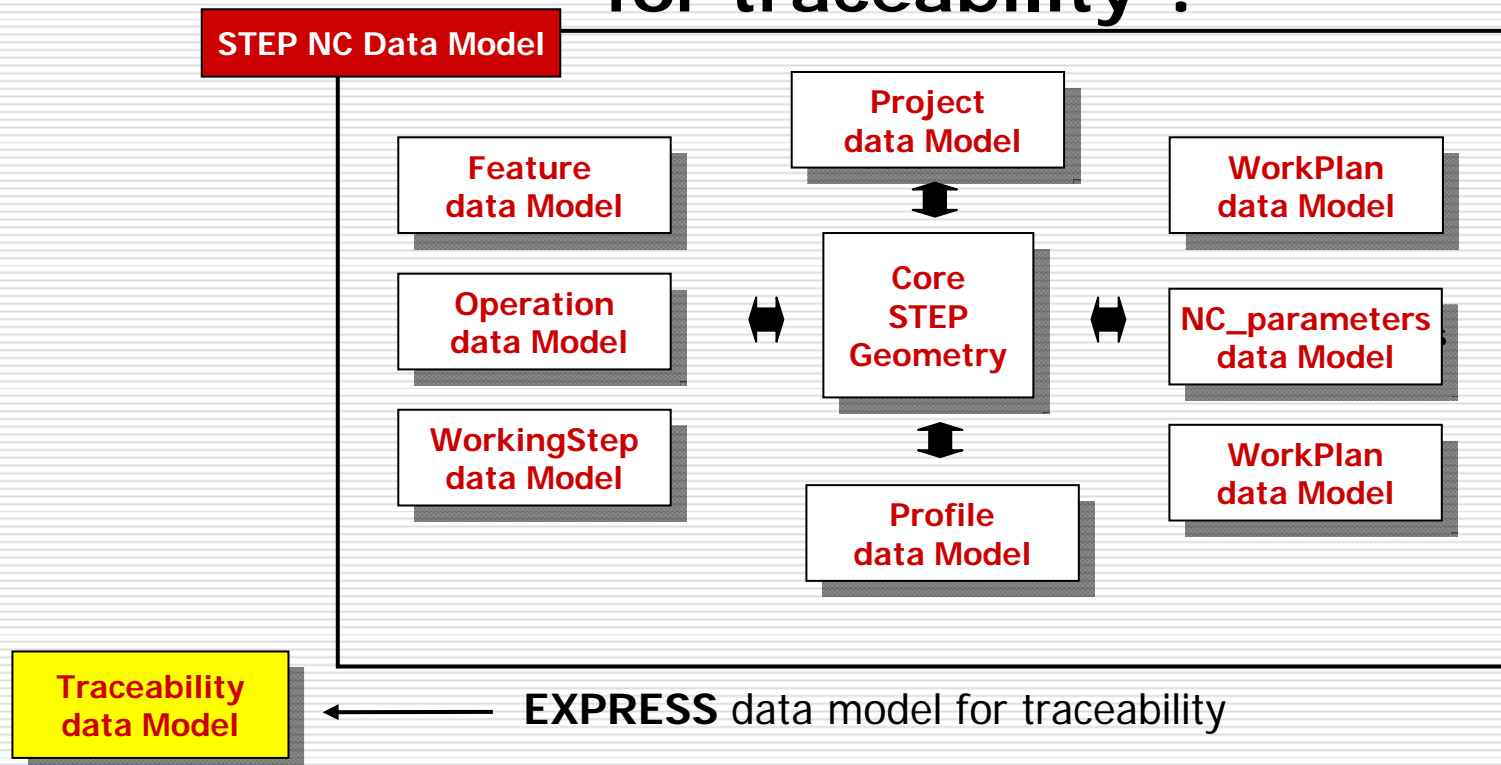 for traceability ?
STEP NC Data Model
Project
data Model
Feature
data Model
WorkPlan
data Model
Core
STEP
Geometry
Operation
data Model
NC_parameters
data Model
WorkingStep
data Model
WorkPlan
data Model
Profile
data Model
Traceability
data Model
EXPRESS data model for traceability